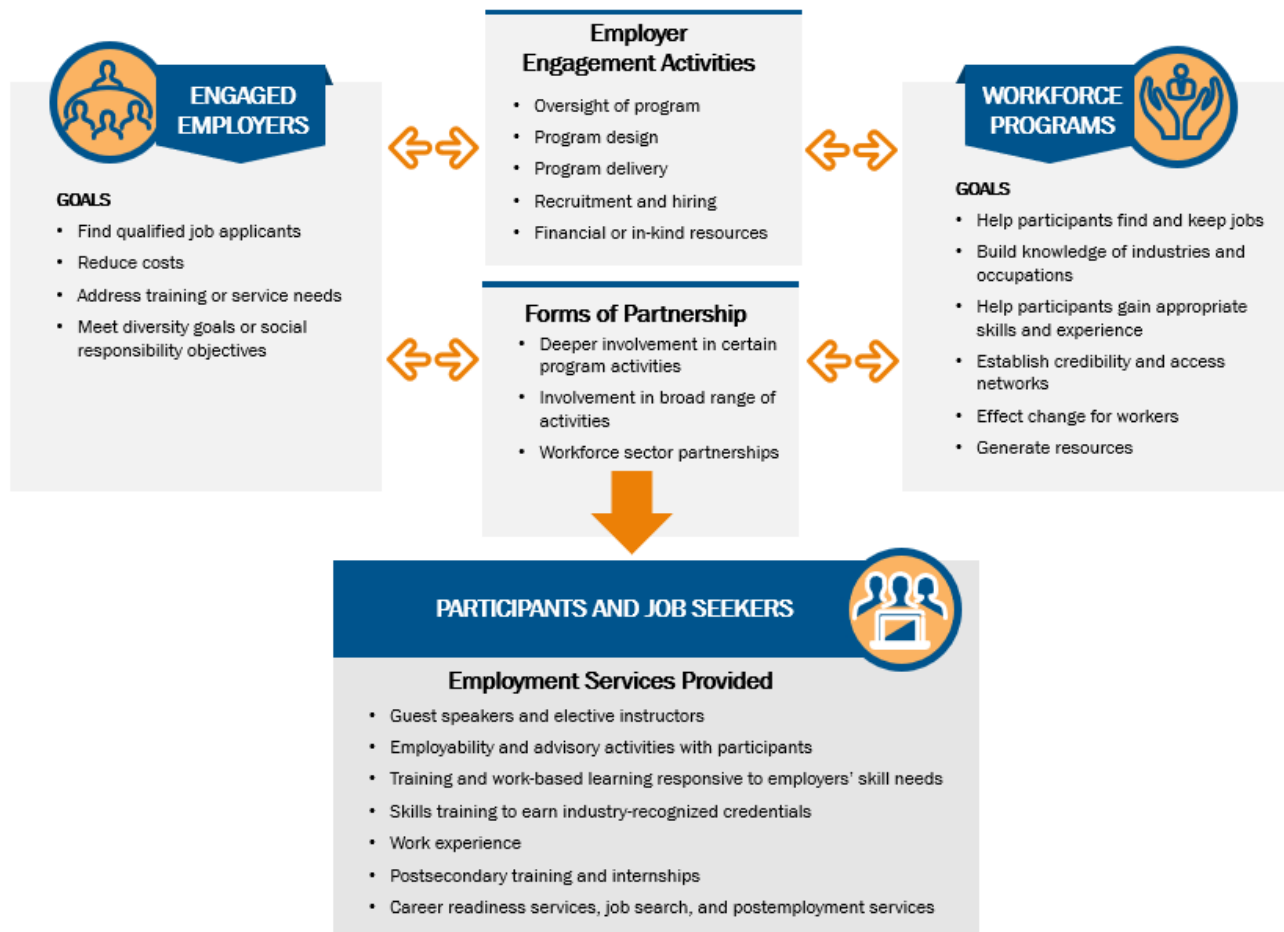 ENGAGED
EMPLOYERS
GOALS
• Find qualified job applicants
• Reduce costs
• Address training or service needs
• Meet diversity goals or social
responsibility objectives
Employer
Engagement Activities
• Oversight of program
• Program design
• Program delivery
• Recruitment and hiring
• Financial or in-kind resources
Forms of Partnership
• Deeper involvement in certain
program activities
• Involvement in broad range of
activities
• Workforce sector partnerships
WORKFORCE
PROGRAMS
GOALS
• Help participants find and keep jobs
• Build knowledge of industries and
occupations
• Help participants gain appropriate
skills and experience
• Establish credibility and access
networks
• Effect change for workers
• Generate resources
PARTICIPANTS AND JOB SEEKERS
Employment Services Provided
• Guest speakers and elective instructors
• Employability and advisory activities with participants
• Training and work-based learning responsive to employers’ skill needs
• Skills training to earn industry-recognized credentials
• Work experience
• Postsecondary training and internships
• Career readiness services, job search, and postemployment services